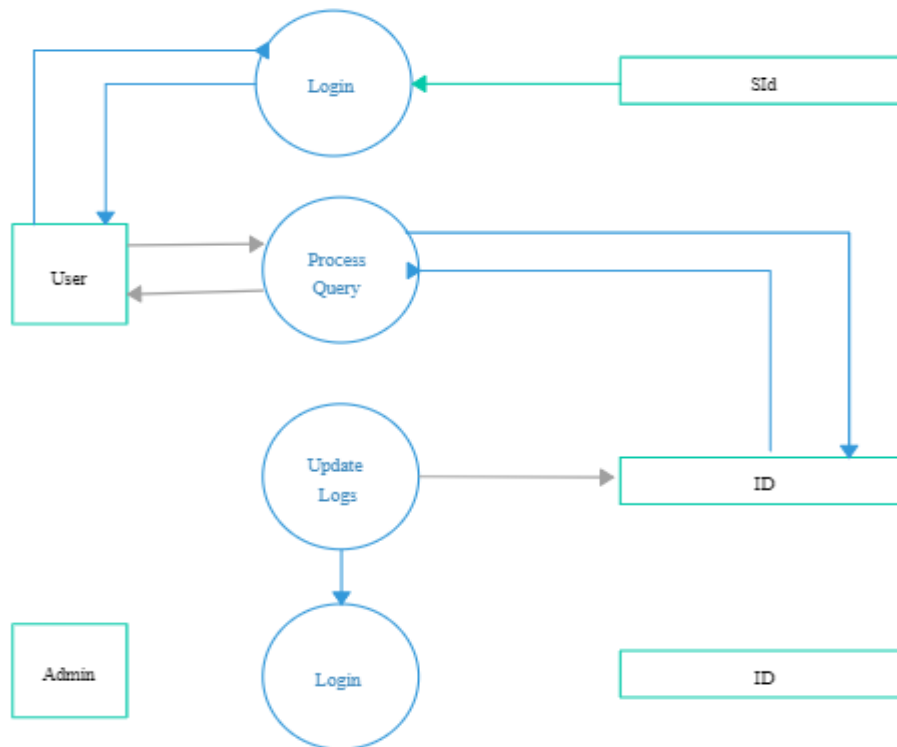 Login
SId
User
Process
Query
Update
Logs
ID
Admin
Login
ID